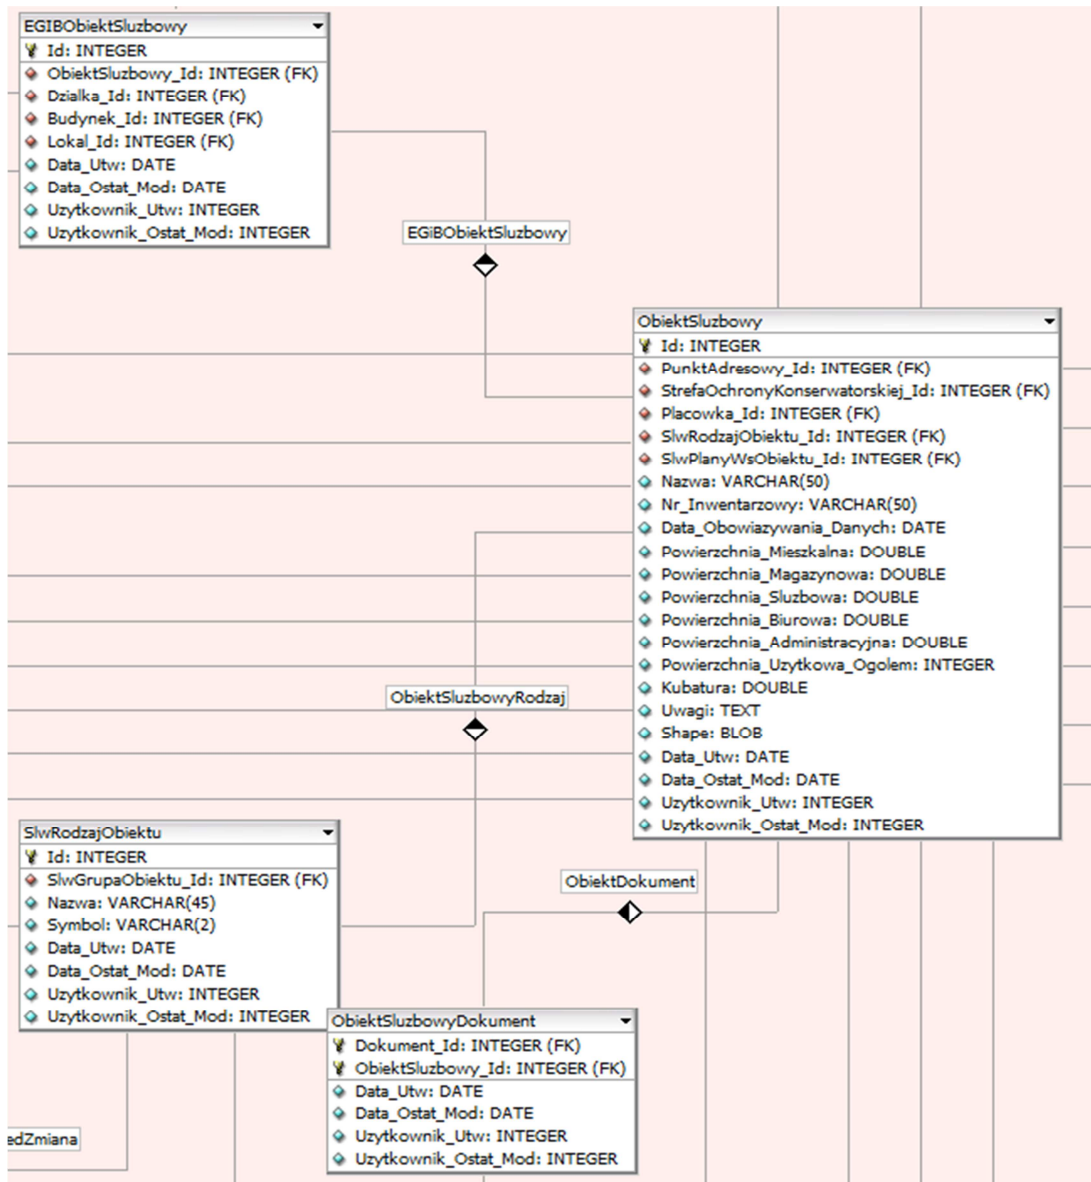 EGIBObiektSluzbowy
Id: INTEGER
ObiektSluzbowy_Id: INTEGER (FK)
Dzialka_Id: INTEGER (FK)
Budynek_Id: INTEGER (FK)
Lokal_Id: INTEGER (FK)
Data_Utw: DATE
Data_Ostat_Mod: DATE
Uzytkownik_Utw: INTEGER
Uzytkownik_Ostat_Mod: INTEGER
EGiBObiektSluzbowy
ObiektSluzbowy
Id: INTEGER
PunktAdresowy_Id: INTEGER (FK)
StrefaOchronyKonserwatorskiej_Id: INTEGER (FK)
Placowka_Id: INTEGER (FK)
SlwRodzajObiektu_Id: INTEGER (FK)
SlwPlanyWsObiektu_Id: INTEGER (FK)
Nazwa: VARCHAR(50)
Nr_Inwentarzowy: VARCHAR(50)
Data_Obowiazywania_Danych: DATE
Powierzchnia_Mieszkalna: DOUBLE
Powierzchnia_Magazynowa: DOUBLE
Powierzchnia_Sluzbowa: DOUBLE
Powierzchnia_Biurowa: DOUBLE
Powierzchnia_Administracyjna: DOUBLE
Powierzchnia_Uzytkowa_Ogolem: INTEGER
Kubatura: DOUBLE
Uwagi: TEXT
Shape: BLOB
Data_Utw: DATE
Data_Ostat_Mod: DATE
Uzytkownik_Utw: INTEGER
Uzytkownik_Ostat_Mod: INTEGER
ObiektSluzbowyRodzaj
SlwRodzajObiektu
Id: INTEGER
SlwGrupaObiektu_Id: INTEGER (FK)
Nazwa: VARCHAR(45)
Symbol: VARCHAR(2)
Data_Utw: DATE
Data_Ostat_Mod: DATE
Uzytkownik_Utw: INTEGER
Uzytkownik_Ostat_Mod: INTEGER
ObiektDokument
ObiektSluzbowyDokument
Dokument_Id: INTEGER (FK)
ObiektSluzbowy_Id: INTEGER (FK)
Data_Utw: DATE
Data_Ostat_Mod: DATE
Uzytkownik_Utw: INTEGER
Uzytkownik_Ostat_Mod: INTEGER
edZmiana